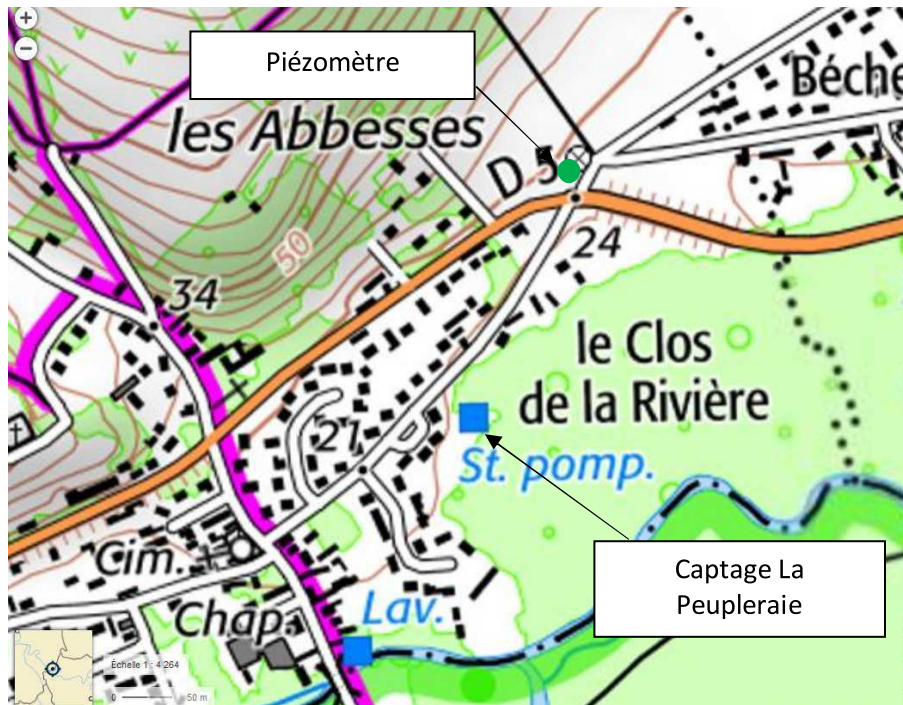 +
−
Piézomètre
les Abbesses
Béche
D 5
50
24
34
le Clos
de la Rivière
21
St. pomp.
Cim.
Captage La
Peupleraie
Chap.
Lav.
Échelle 1 : 4 264
0 50 m